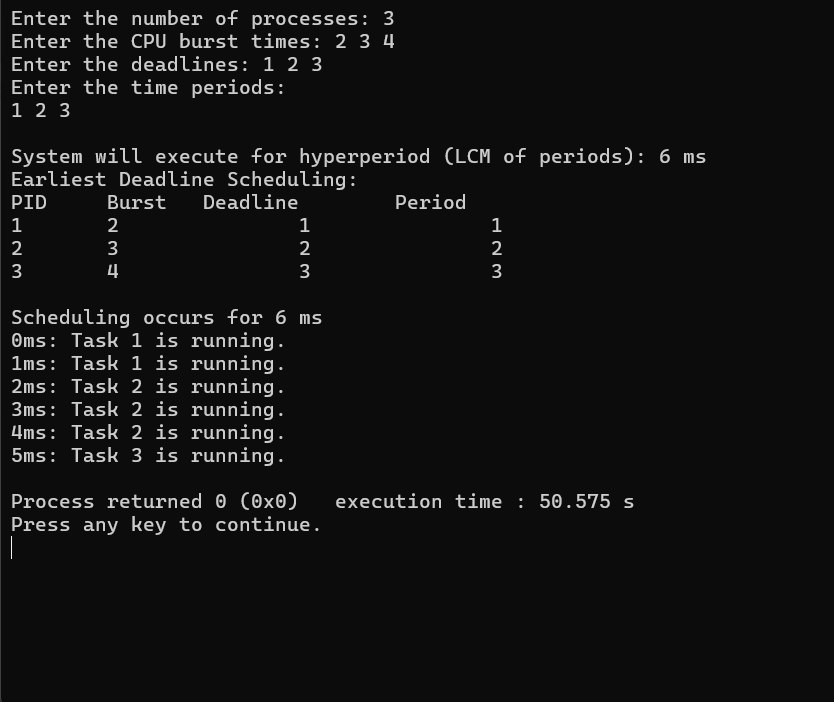 Enter the number of processes: 3
Enter the CPU burst times: 2 3 4
Enter the deadlines: 1 2 3
Enter the time periods:
1 2 3
System will execute for hyperperiod (LCM of periods): 6 ms
Earliest Deadline Scheduling:
PID     Burst   Deadline        Period
1       2               1               1
2       3               2               2
3       4               3               3
Scheduling occurs for 6 ms
0ms: Task 1 is running.
1ms: Task 1 is running.
2ms: Task 2 is running.
3ms: Task 2 is running.
4ms: Task 2 is running.
5ms: Task 3 is running.
Process returned 0 (0x0)   execution time : 50.575 s
Press any key to continue.